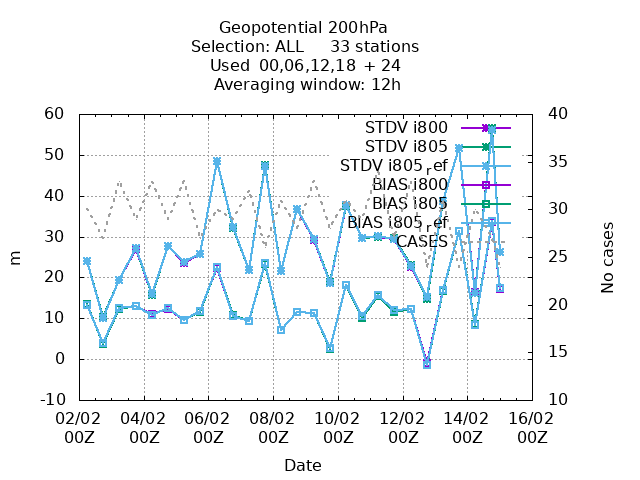 Geopotential 200hPa
Selection: ALL 33 stations
Used 00,06,12,18 + 24
Averaging window: 12h
60
50
40
30
20
10
0
-10
m
40
35
30
25
20
15
10
No cases
STDV i800
STDV i805
STDV i805ref
BIAS i800
BIAS i805
BIAS i805ref
CASES
02/02 04/02 06/02 08/02 10/02 12/02 14/02 16/02
00Z 00Z 00Z 00Z 00Z 00Z 00Z 00Z
Date